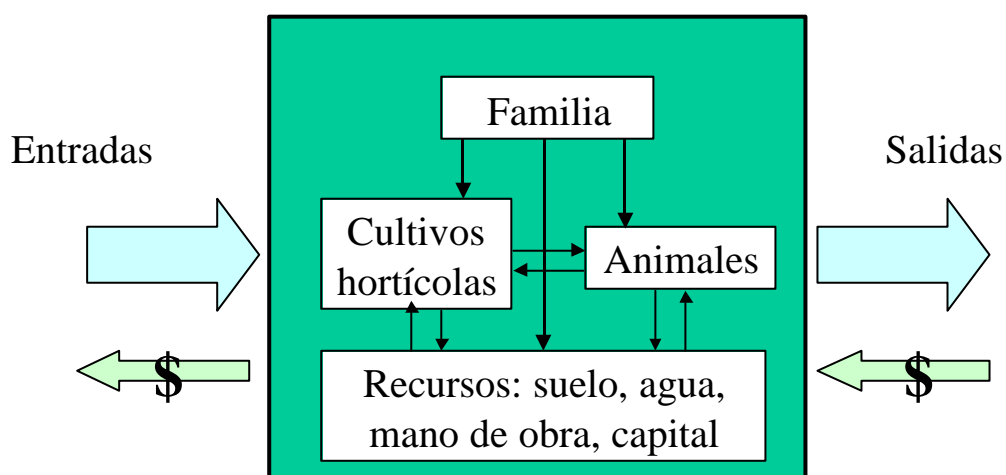 Familia
Entradas
Salidas
Cultivos
hortícolas
Animales
$
$
Recursos: suelo, agua,
mano de obra, capital